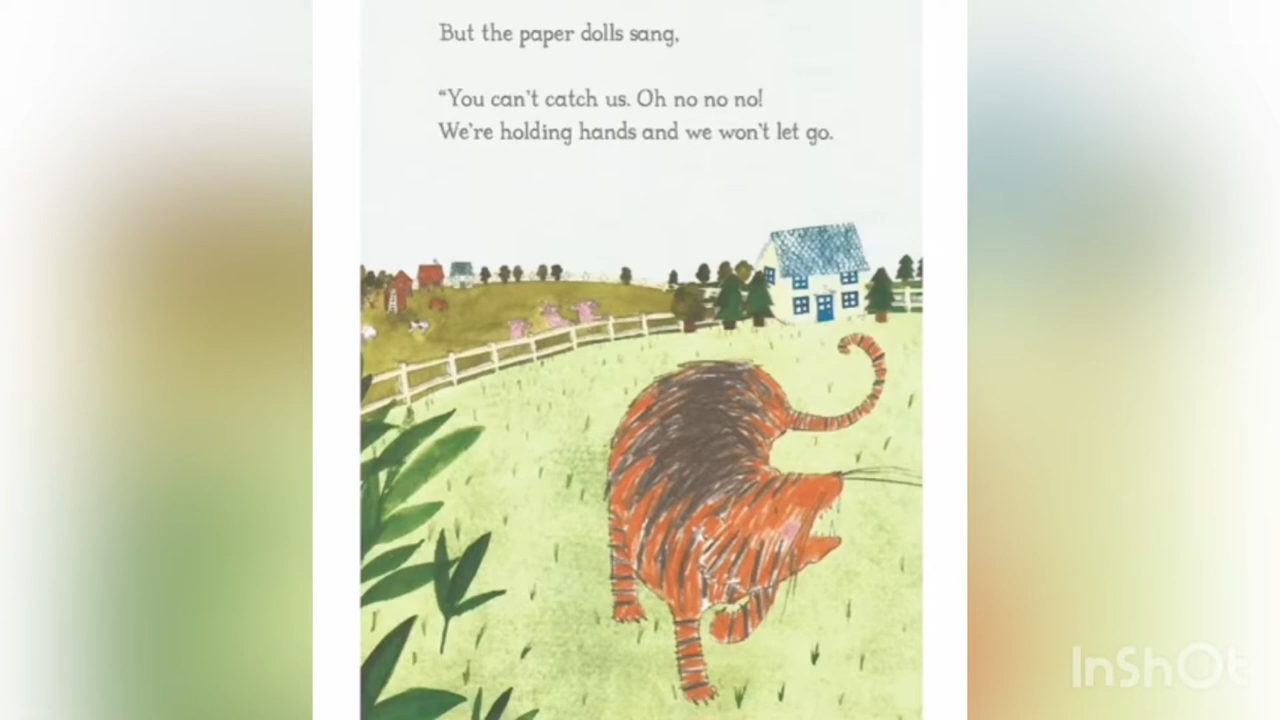 But the paper dolls sang,
“You can't catch us. Oh no no no!
We're holding hands and we won't let go.
InShOt